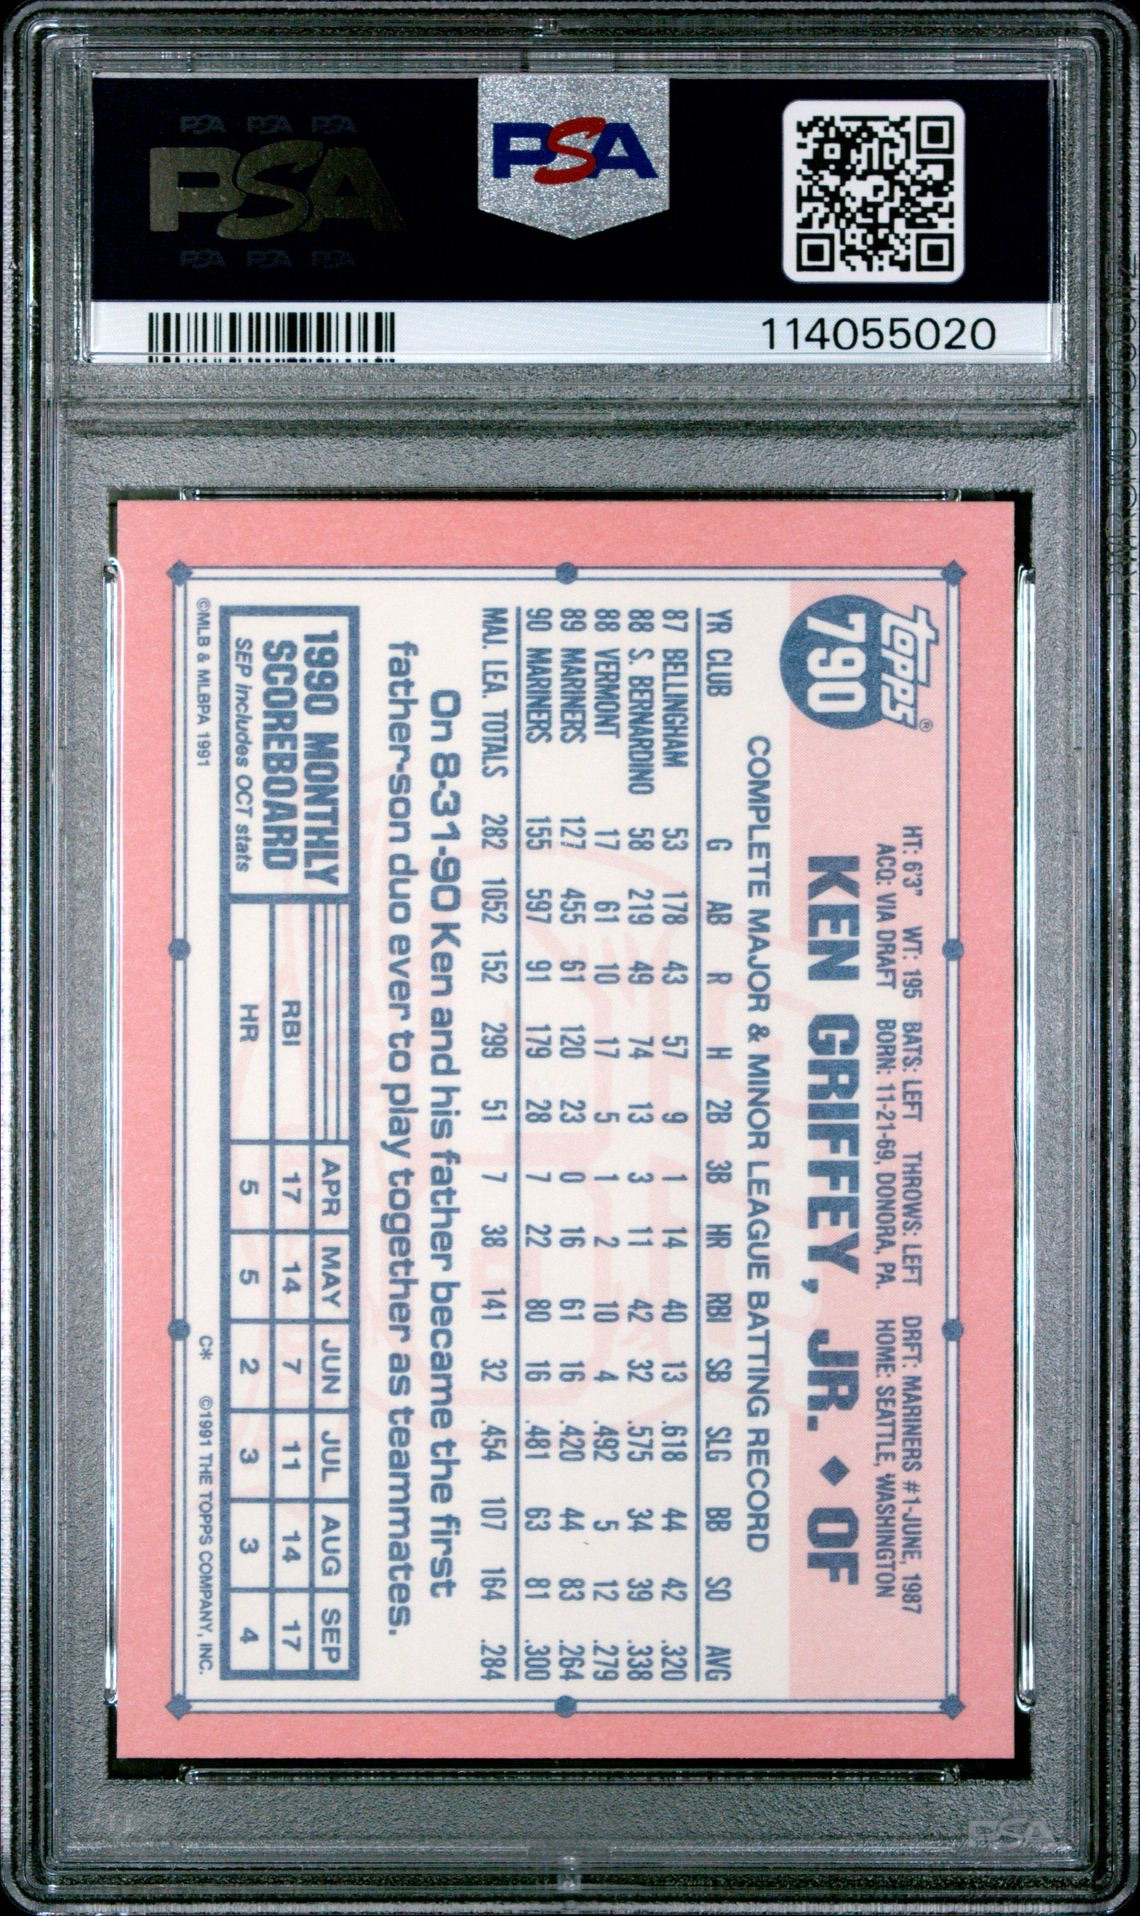 PSA PSA PSA
PSA
PSA PSA PSA
PSA
114055020
topps®
790
HT: 6'3" WT: 195 BATS: LEFT THROWS: LEFT DRFT: MARINERS #1-JUNE, 1987
ACQ: VIA DRAFT BORN: 11-21-69, DONORA, PA. HOME: SEATTLE, WASHINGTON
KEN GRIFFEY, JR. ♦ OF
COMPLETE MAJOR & MINOR LEAGUE BATTING RECORD
YR CLUB G AB R H 2B 3B HR RBI SB SLG BB SO AVG
87 BELLINGHAM 53 178 43 57 9 1 14 40 13 .618 44 42 .320
88 S. BERNARDINO 58 219 49 74 13 3 11 42 32 .575 34 39 .338
88 VERMONT 17 61 10 17 5 1 2 10 4 .492 5 12 .279
89 MARINERS 127 455 61 120 23 0 16 61 16 .420 44 83 .264
90 MARINERS 155 597 91 179 28 7 22 80 16 .481 63 81 .300
MAJ. LEA. TOTALS 282 1052 152 299 51 7 38 141 32 .454 107 164 .284
On 8-31-90 Ken and his father became the first
father-son duo ever to play together as teammates.
1990 MONTHLY
SCOREBOARD
SEP includes OCT stats
APR MAY JUN JUL AUG SEP
RBI 17 14 7 11 14 17
HR 5 5 2 3 3 4
©MLB & MLBPA 1991 C* ©1991 THE TOPPS COMPANY, INC.
PSA